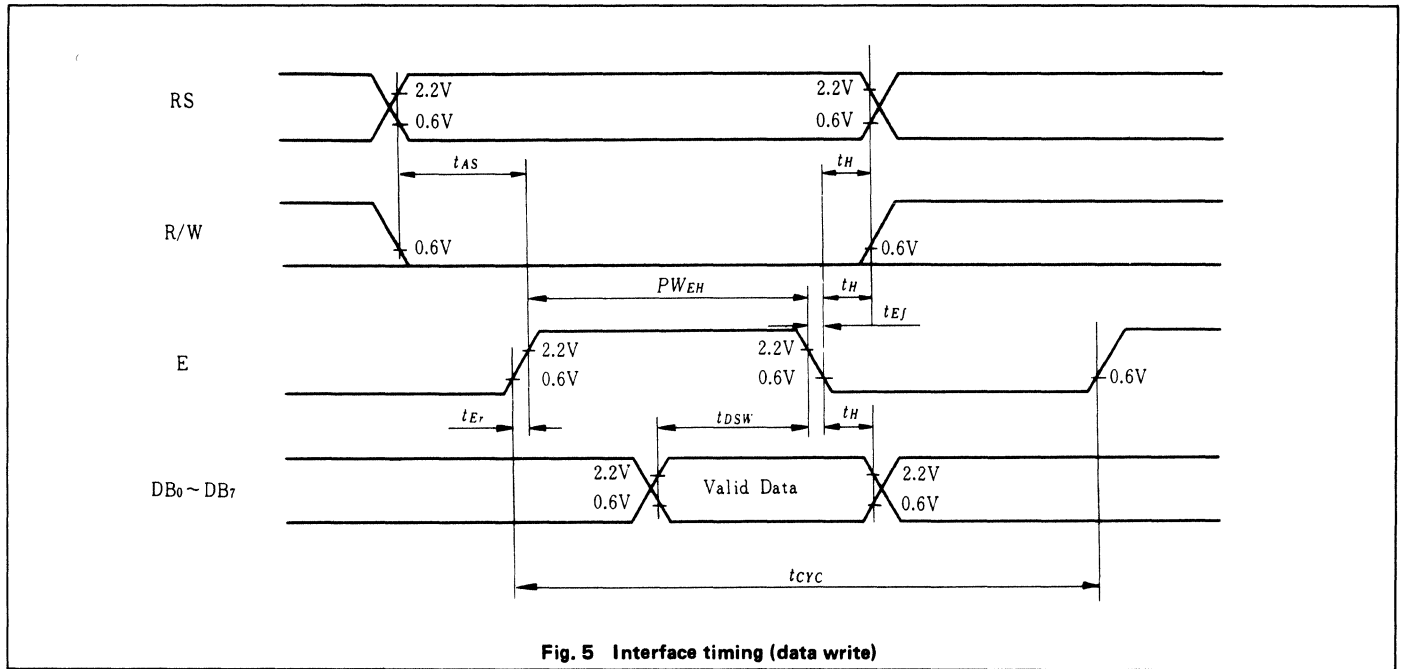 RS
2.2V
2.2V
0.6V
0.6V
tAS
tH
R/W
0.6V
0.6V
PWEH
tH
tEf
E
2.2V
2.2V
0.6V
0.6V
0.6V
tEr
tDSW
tH
DB₀~DB₇
2.2V
Valid Data
2.2V
0.6V
0.6V
tCYC
Fig. 5 Interface timing (data write)